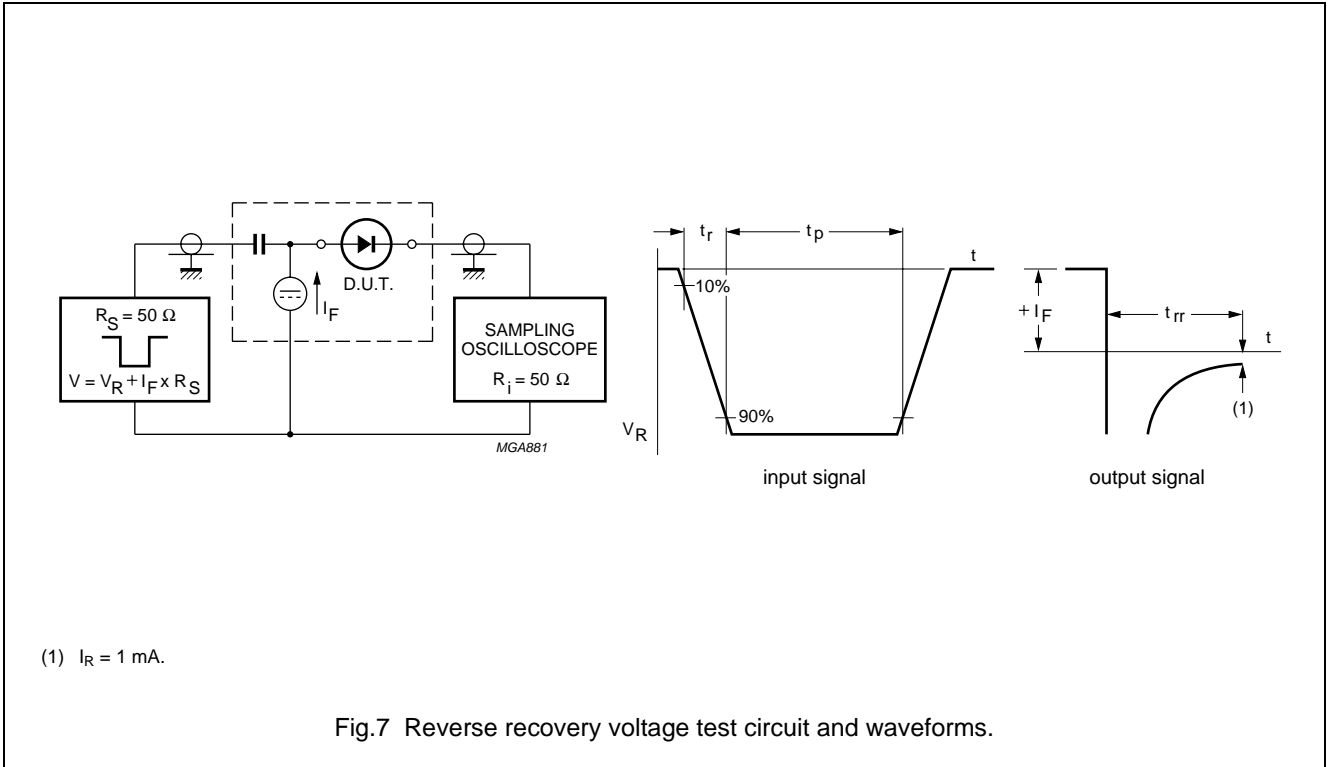 D.U.T.
I_F
R_S = 50 Ω
V = V_R + I_F x R_S
SAMPLING
OSCILLOSCOPE
R_i = 50 Ω
MGA881
t_r
t_p
t
10%
90%
V_R
input signal
+ I_F
t_rr
t
(1)
output signal
(1) I_R = 1 mA.
Fig.7 Reverse recovery voltage test circuit and waveforms.